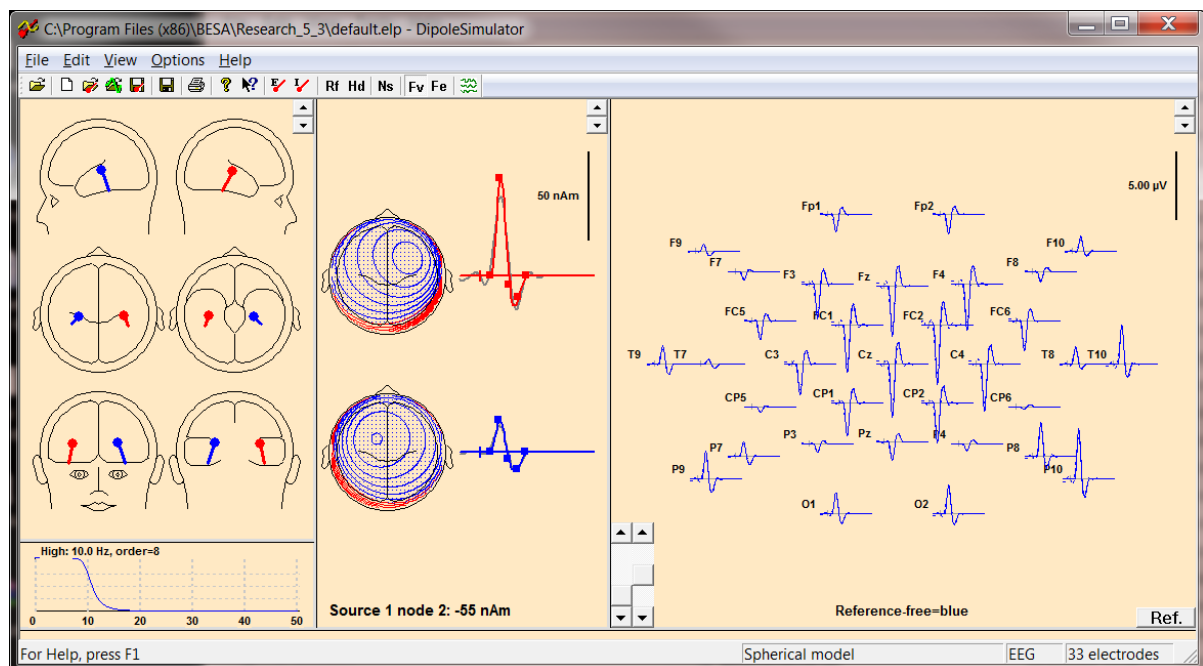 C:\Program Files (x86)\BESA\Research_5_3\default.elp - DipoleSimulator
File Edit View Options Help
Rf Hd Ns Fv Fe
50 nAm
5.00 µV
Fp1 Fp2
F9 F10
F7 F3 Fz F4 F8
FC5 FC1 FC2 FC6
T9 T7 C3 Cz C4 T8 T10
CP5 CP1 CP2 CP6
P7 P3 Pz P4 P8
P9 P10
O1 O2
High: 10.0 Hz, order=8
0 10 20 30 40 50
Source 1 node 2: -55 nAm
Reference-free=blue
Ref.
For Help, press F1
Spherical model
EEG
33 electrodes